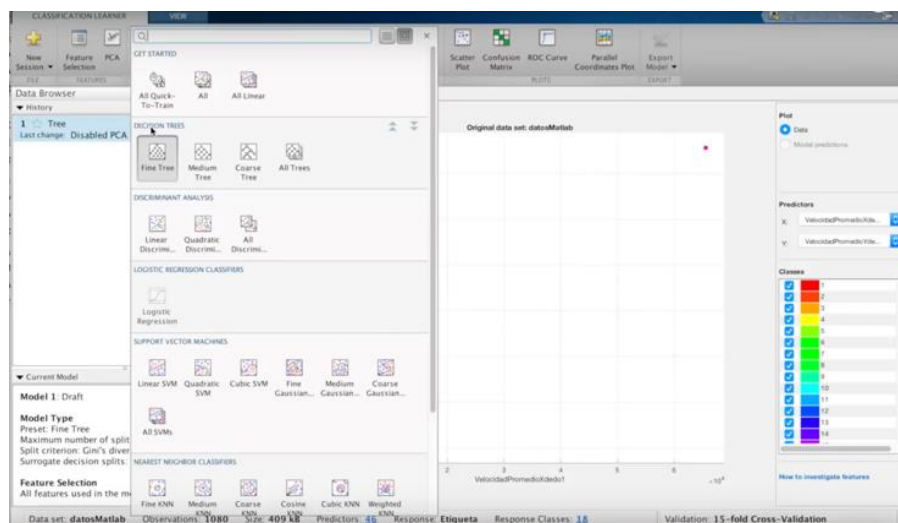 CLASSIFICATION LEARNER
VIEW
New Session
Feature Selection
PCA
FILE
FEATURES
Scatter Plot
Confusion Matrix
ROC Curve
Parallel Coordinates Plot
Export Model
PLOTS
EXPORT
Data Browser
History
1 Tree
Last change: Disabled PCA
GET STARTED
All Quick-To-Train
All
All Linear
DECISION TREES
Fine Tree
Medium Tree
Coarse Tree
All Trees
DISCRIMINANT ANALYSIS
Linear Discrimi...
Quadratic Discrimi...
All Discrimi...
LOGISTIC REGRESSION CLASSIFIERS
Logistic Regression
SUPPORT VECTOR MACHINES
Linear SVM
Quadratic SVM
Cubic SVM
Fine Gaussian...
Medium Gaussian...
Coarse Gaussian...
All SVMs
NEAREST NEIGHBOR CLASSIFIERS
Fine KNN
Medium KNN
Coarse KNN
Cosine KNN
Cubic KNN
Weighted KNN
Original data set: datosMatlab
2 3 4 5 6
VelocidadPromedioXdedo1
Plot
Data
Model predictions
Predictors
X: VelocidadPromedioXde...
Y: VelocidadPromedioYde...
Classes
1
2
3
4
5
6
7
8
9
10
11
12
13
14
How to investigate features
Current Model
Model 1: Draft
Model Type
Preset: Fine Tree
Maximum number of split
Split criterion: Gini's diver
Surrogate decision splits:
Feature Selection
All features used in the m
Data set: datosMatlab Observations: 1080 Size: 409 kB Predictors: 46 Response: Etiqueta Response Classes: 18 Validation: 15-fold Cross-Validation